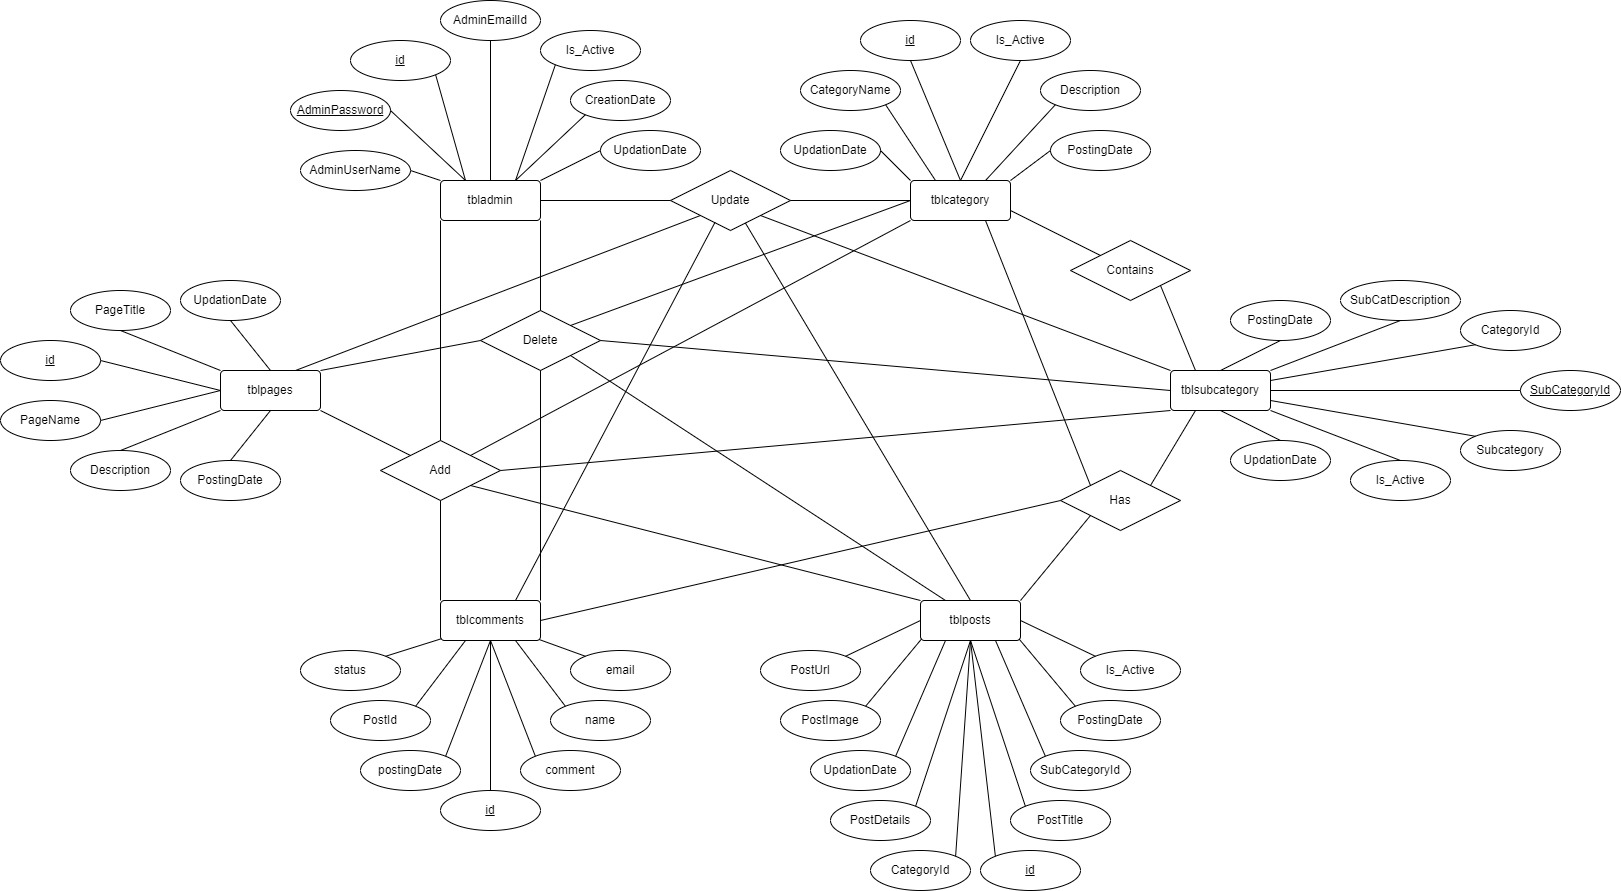 AdminEmailId
id
Is_Active
AdminPassword
CreationDate
AdminUserName
UpdationDate
tbladmin
Update
id
Is_Active
CategoryName
Description
UpdationDate
PostingDate
tblcategory
Contains
PageTitle
UpdationDate
id
PageName
Description
PostingDate
tblpages
Delete
Add
PostingDate
SubCatDescription
CategoryId
SubCategoryId
Subcategory
Is_Active
UpdationDate
tblsubcategory
Has
tblcomments
status
email
PostId
name
postingDate
comment
id
tblposts
PostUrl
Is_Active
PostImage
PostingDate
UpdationDate
SubCategoryId
PostDetails
PostTitle
CategoryId
id